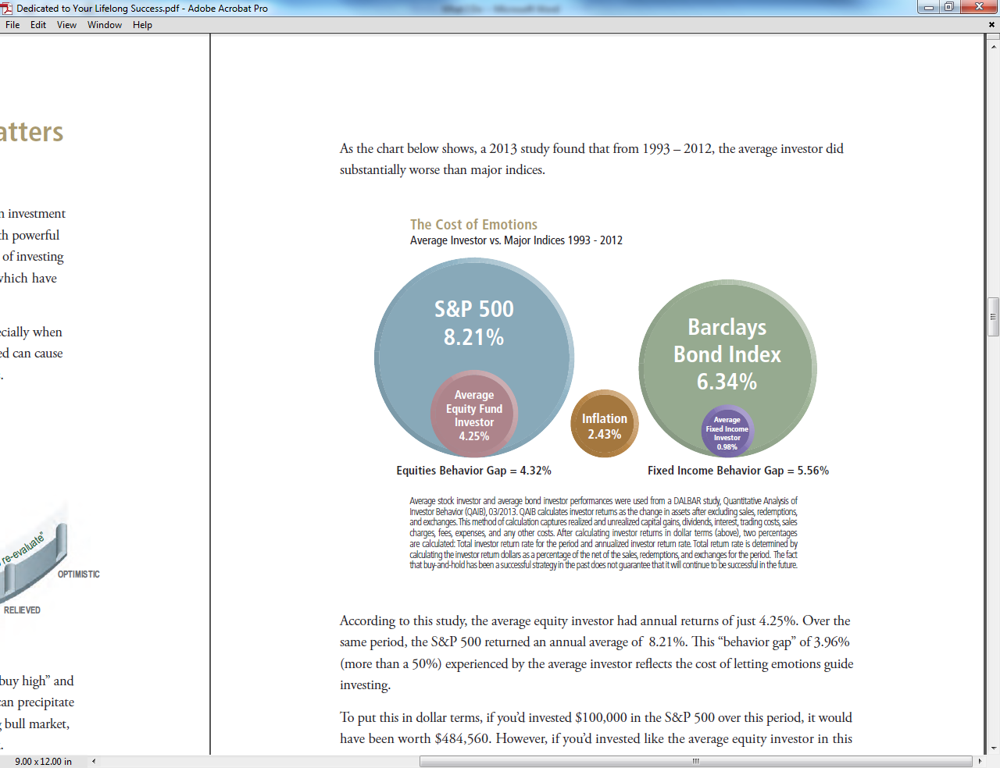 Dedicated to Your Lifelong Success.pdf - Adobe Acrobat Pro
File Edit View Window Help
atters
investment
powerful
of investing
which have
ecially when
ed can cause
re-evaluate"
OPTIMISTIC
RELIEVED
buy high” and
can precipitate
bull market,
As the chart below shows, a 2013 study found that from 1993 – 2012, the average investor did
substantially worse than major indices.
The Cost of Emotions
Average Investor vs. Major Indices 1993 - 2012
S&P 500
8.21%
Average
Equity Fund
Investor
4.25%
Inflation
2.43%
Barclays
Bond Index
6.34%
Average
Fixed Income
Investor
0.98%
Equities Behavior Gap = 4.32%
Fixed Income Behavior Gap = 5.56%
Average stock investor and average bond investor performances were used from a DALBAR study, Quantitative Analysis of
Investor Behavior (QAIB), 03/2013. QAIB calculates investor returns as the change in assets after excluding sales, redemptions,
and exchanges. This method of calculation captures realized and unrealized capital gains, dividends, interest, trading costs, sales
charges, fees, expenses, and any other costs. After calculating investor returns in dollar terms (above), two percentages
are calculated: Total investor return rate for the period and annualized investor return rate. Total return rate is determined by
calculating the investor return dollars as a percentage of the net of the sales, redemptions, and exchanges for the period. The fact
that buy-and-hold has been a successful strategy in the past does not guarantee that it will continue to be successful in the future.
According to this study, the average equity investor had annual returns of just 4.25%. Over the
same period, the S&P 500 returned an annual average of 8.21%. This “behavior gap” of 3.96%
(more than a 50%) experienced by the average investor reflects the cost of letting emotions guide
investing.
To put this in dollar terms, if you’d invested $100,000 in the S&P 500 over this period, it would
have been worth $484,560. However, if you’d invested like the average equity investor in this
9.00 x 12.00 in